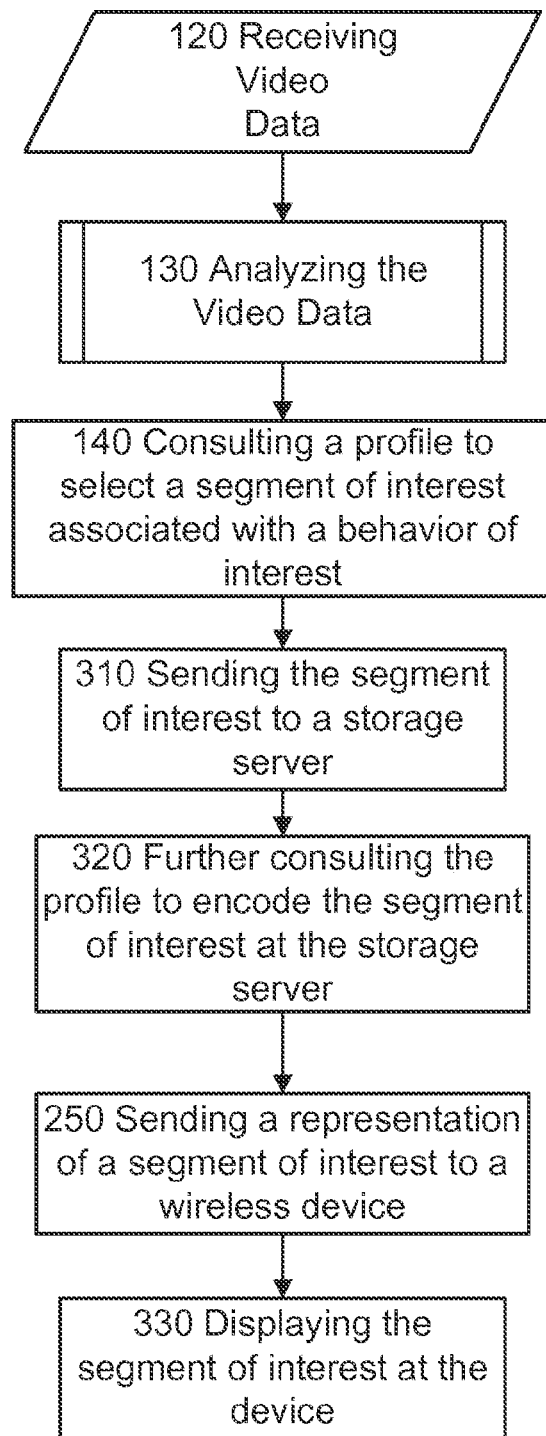 120 Receiving
Video
Data
130 Analyzing the
Video Data
140 Consulting a profile to
select a segment of interest
associated with a behavior of
interest
310 Sending the segment
of interest to a storage
server
320 Further consulting the
profile to encode the segment
of interest at the storage
server
250 Sending a representation
of a segment of interest to a
wireless device
330 Displaying the
segment of interest at the
device